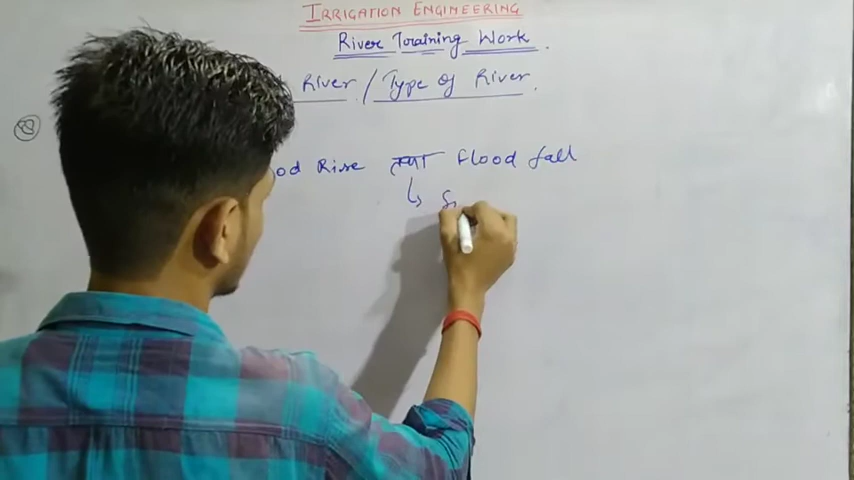 IRRIGATION ENGINEERING
River Training Work.
River / Type of River.
od Rise तथा Flood fall